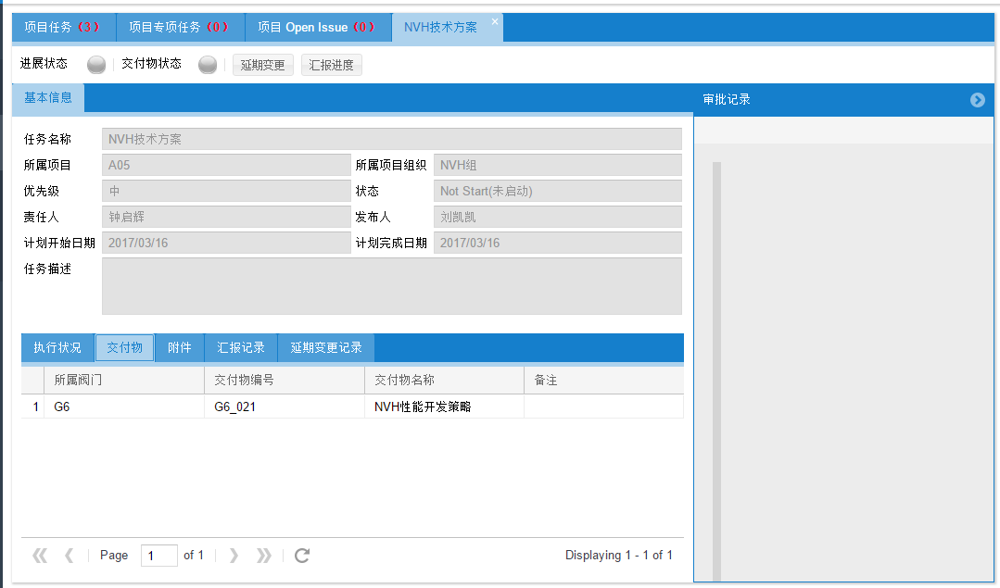 项目任务（3） 项目专项任务（0） 项目 Open Issue（0） NVH技术方案 ×
进展状态 交付物状态 延期变更 汇报进度
基本信息 审批记录
任务名称 NVH技术方案
所属项目 A05 所属项目组织 NVH组
优先级 中 状态 Not Start(未启动)
责任人 钟启辉 发布人 刘凯凯
计划开始日期 2017/03/16 计划完成日期 2017/03/16
任务描述
执行状况 交付物 附件 汇报记录 延期变更记录
所属阀门 交付物编号 交付物名称 备注
1 G6 G6_021 NVH性能开发策略
Page 1 of 1 Displaying 1 - 1 of 1